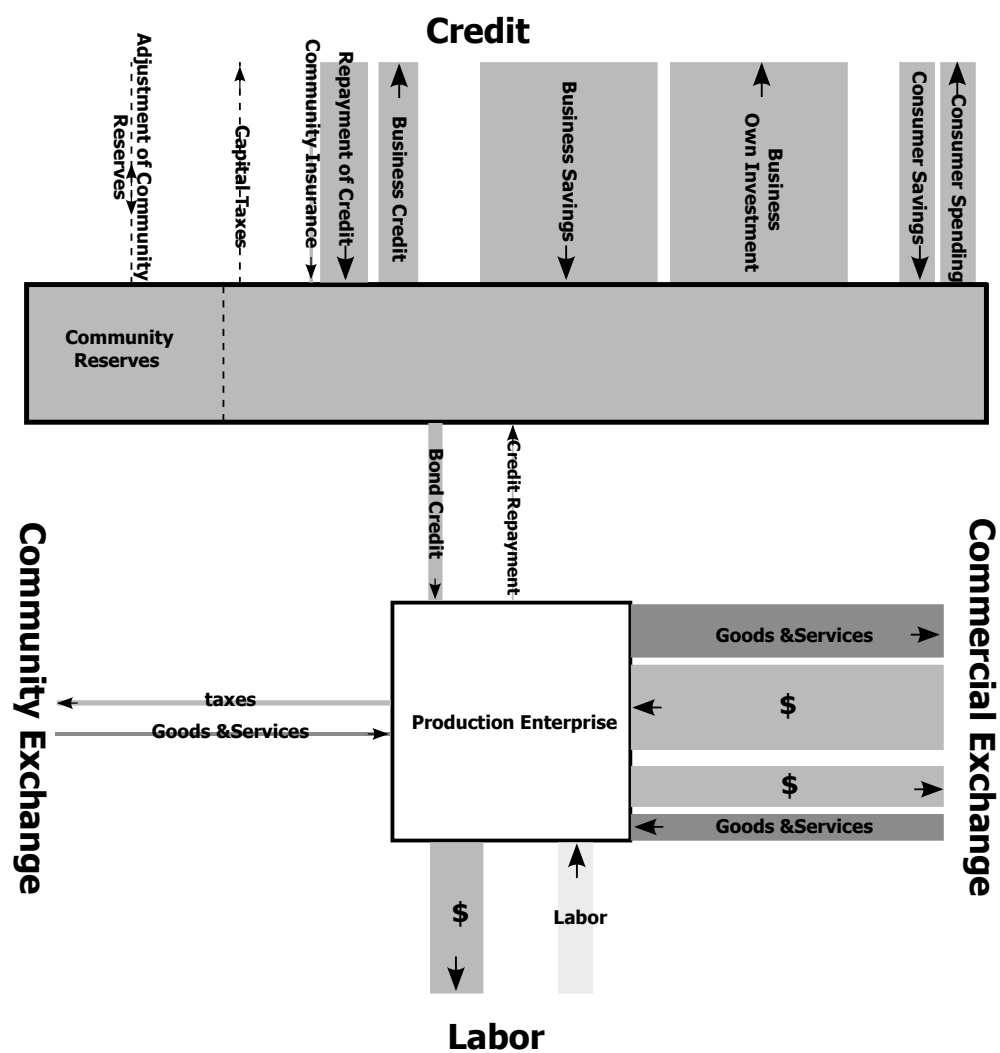 Credit
Adjustment of Community
Reserves
Capital Taxes
Community Insurance
Repayment of Credit
Business Credit
Business Savings
Business
Own Investment
Consumer Savings
Consumer Spending
Community
Reserves
Bond Credit
Credit Repayment
Community Exchange
Commercial Exchange
Goods &Services
taxes
$
Production Enterprise
Goods &Services
$
Goods &Services
$
Labor
Labor